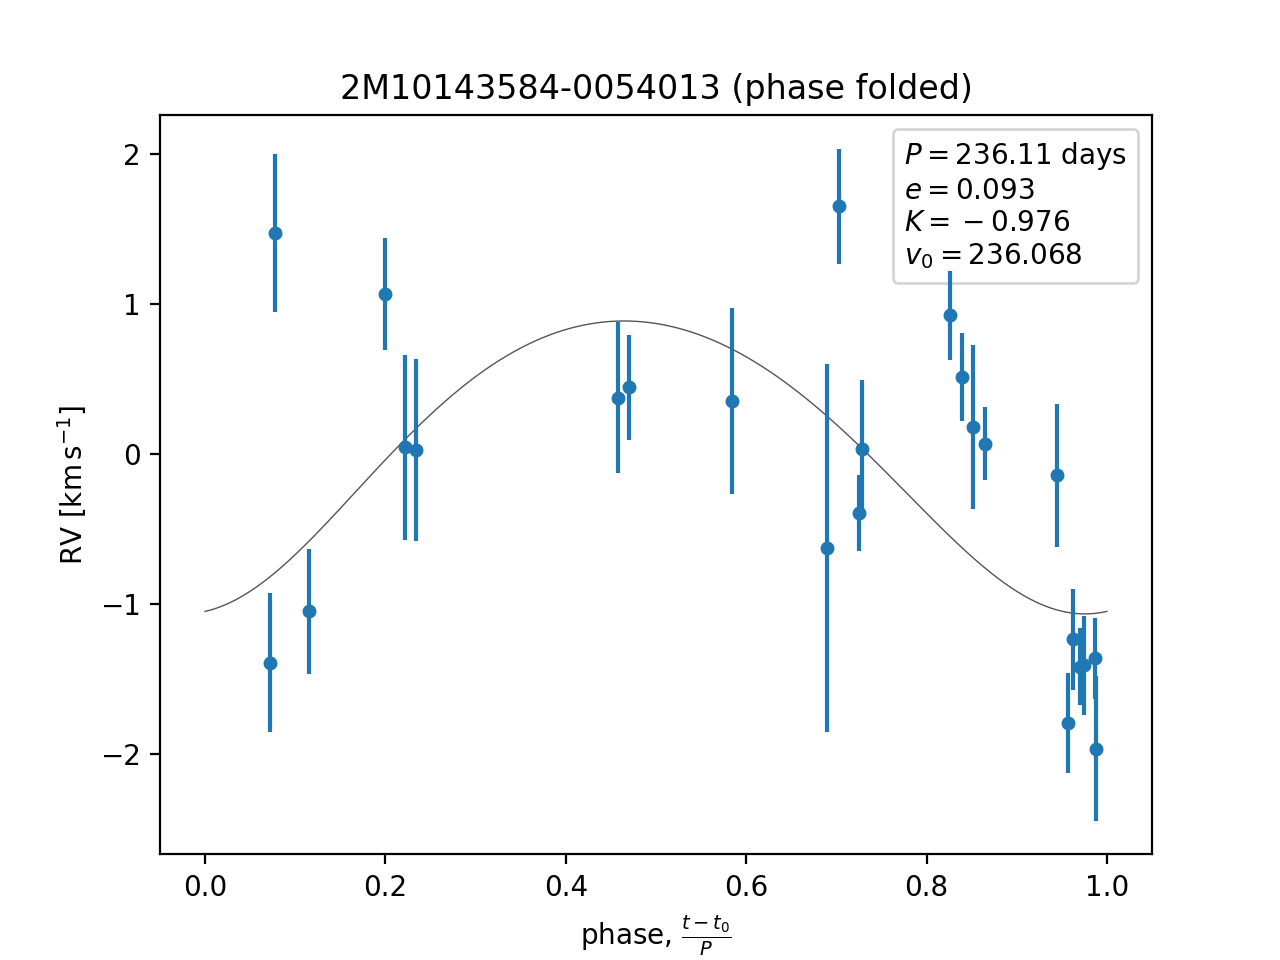 2M10143584-0054013 (phase folded)
P = 236.11 days
e = 0.093
K = −0.976
v₀ = 236.068
RV [km s⁻¹]
2
1
0
−1
−2
0.0 0.2 0.4 0.6 0.8 1.0
phase, (t − t₀)/P